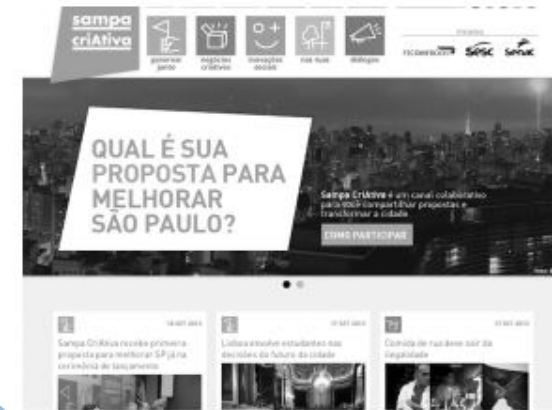 sampa
criAtiva
governar
junto
negócios
criativos
inovações
sociais
nas ruas
diálogos
FECOMERCIO
Sesc
Senac
QUAL É SUA
PROPOSTA PARA
MELHORAR
SÃO PAULO?
Sampa CriAtiva é um canal colaborativo
para você compartilhar propostas e
transformar a cidade
COMO PARTICIPAR
Sampa CriAtiva recebe primeira
proposta para melhorar SP já na
cerimônia de lançamento
Lisboa envolve estudantes nas
decisões do futuro da cidade
Comida de rua deve sair da
ilegalidade